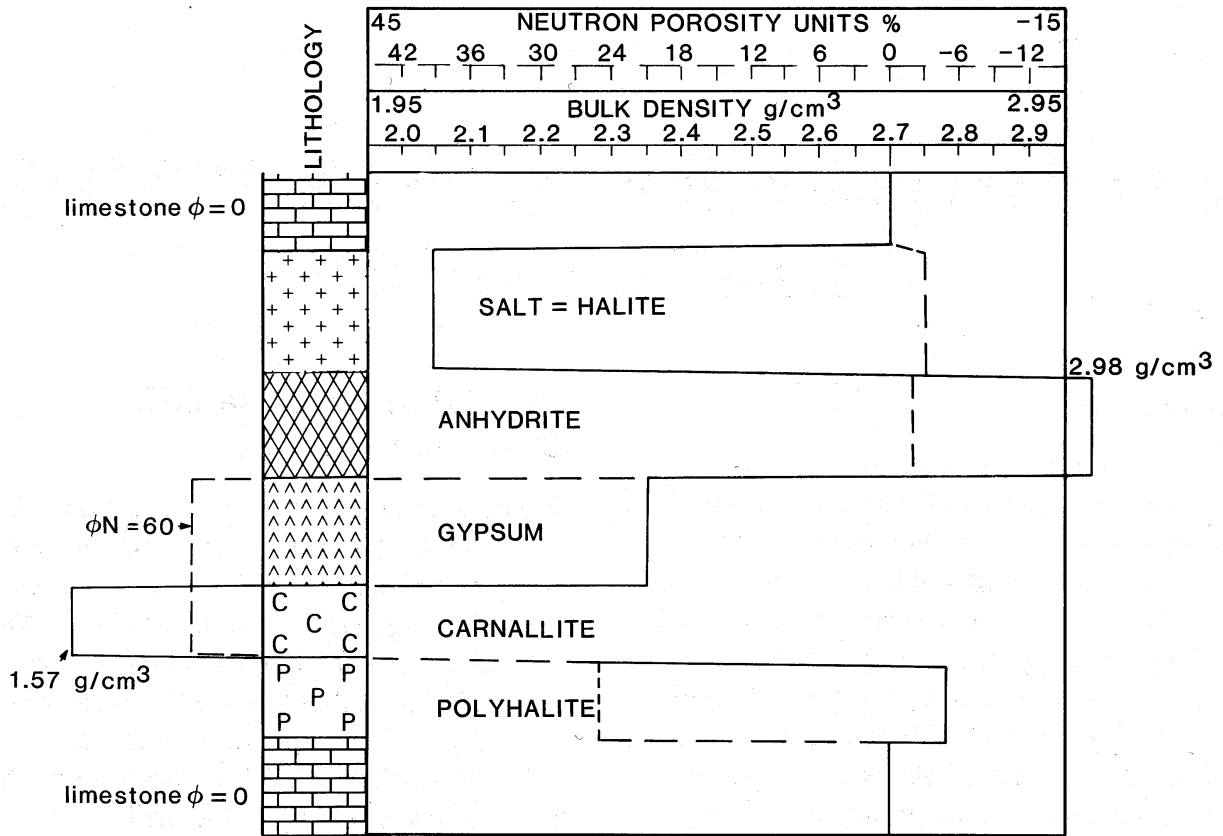 LITHOLOGY
45 NEUTRON POROSITY UNITS % -15
42 36 30 24 18 12 6 0 -6 -12
1.95 BULK DENSITY g/cm³ 2.95
2.0 2.1 2.2 2.3 2.4 2.5 2.6 2.7 2.8 2.9
limestone ϕ = 0
SALT = HALITE
2.98 g/cm³
ANHYDRITE
ϕN = 60
GYPSUM
C C
C
C C
CARNALLITE
1.57 g/cm³
P P
P
P P
POLYHALITE
limestone ϕ = 0